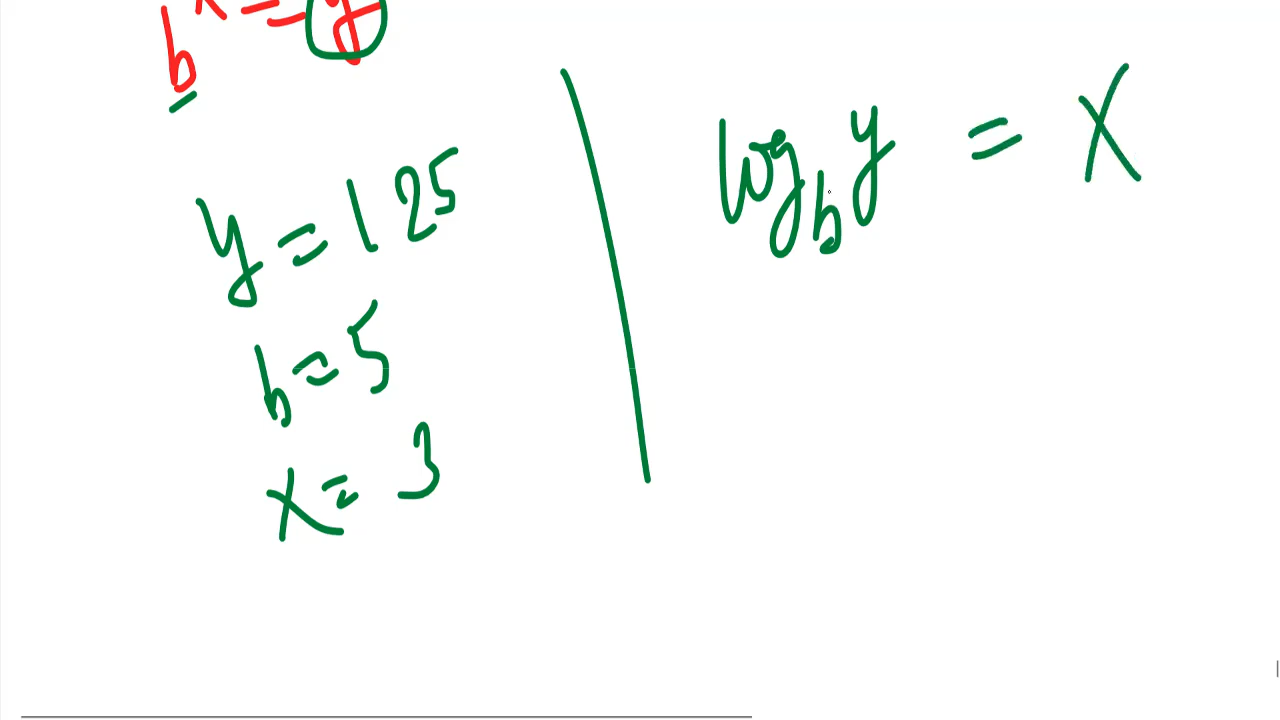 b^x = y
log_b y = x
y = 125
b = 5
x = 3